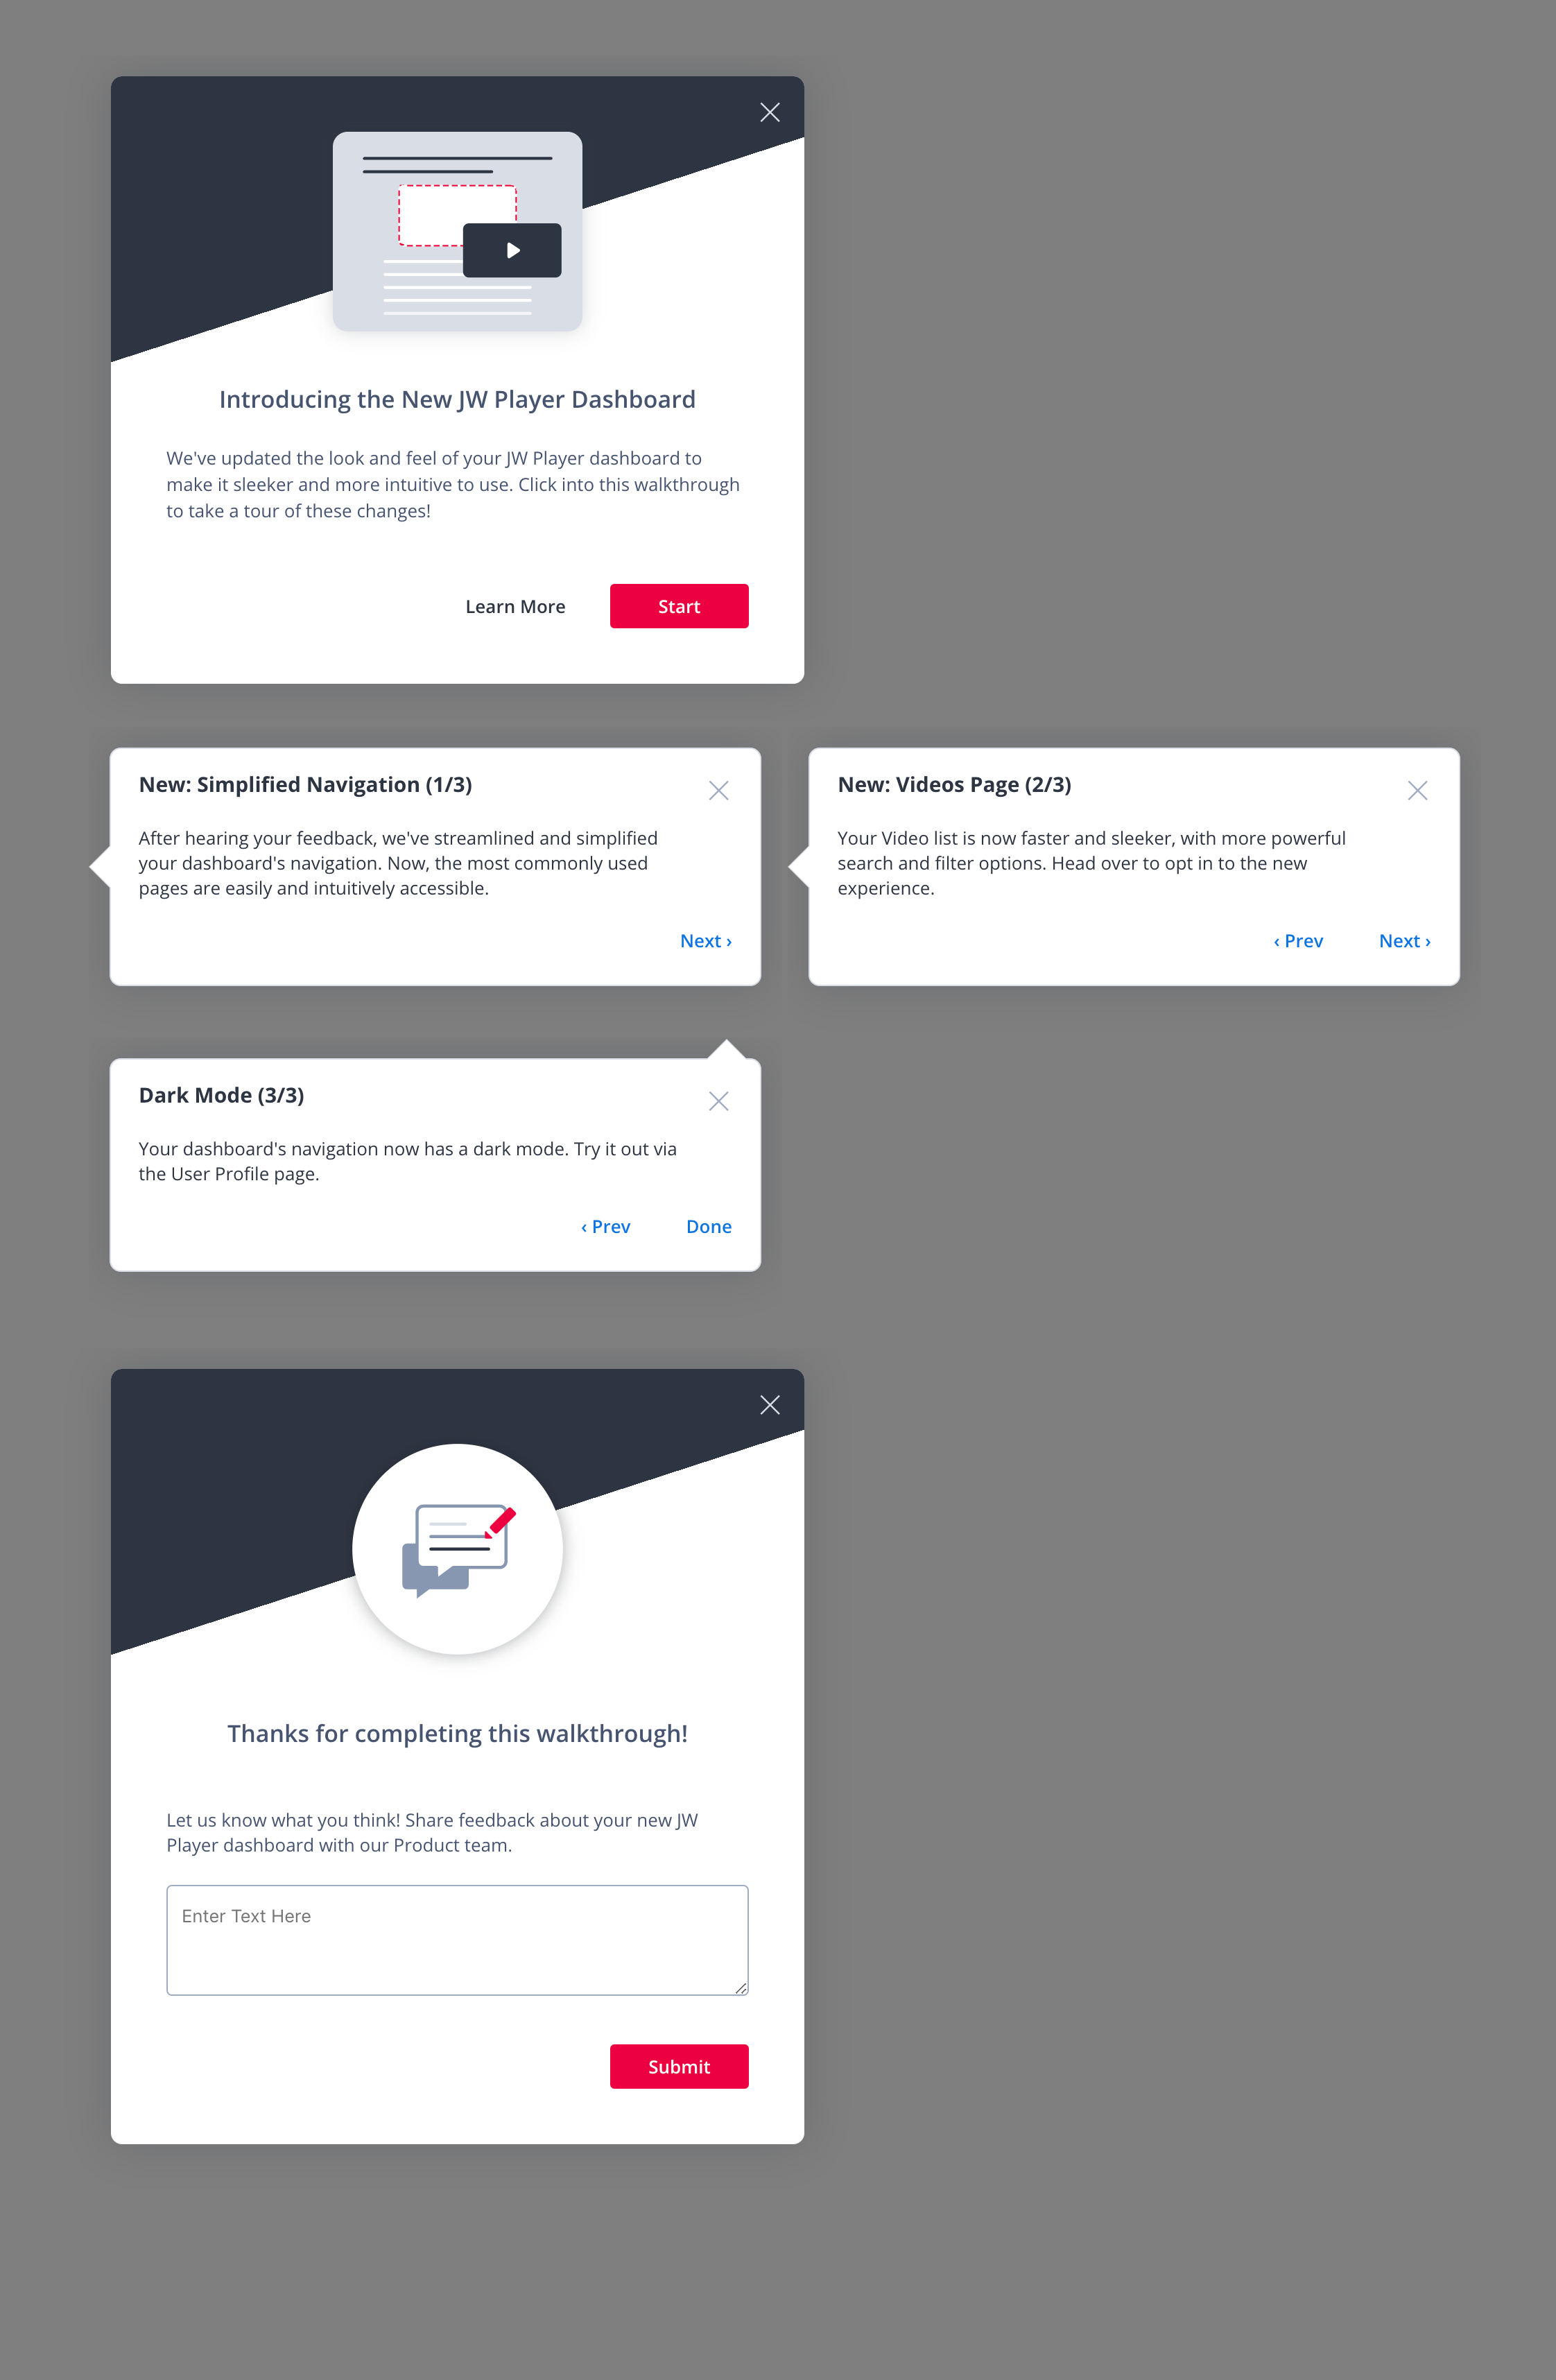 Introducing the New JW Player Dashboard
We've updated the look and feel of your JW Player dashboard to
make it sleeker and more intuitive to use. Click into this walkthrough
to take a tour of these changes!
Learn More
Start
New: Simplified Navigation (1/3)
After hearing your feedback, we've streamlined and simplified
your dashboard's navigation. Now, the most commonly used
pages are easily and intuitively accessible.
Next ›
New: Videos Page (2/3)
Your Video list is now faster and sleeker, with more powerful
search and filter options. Head over to opt in to the new
experience.
‹ Prev
Next ›
Dark Mode (3/3)
Your dashboard's navigation now has a dark mode. Try it out via
the User Profile page.
‹ Prev
Done
Thanks for completing this walkthrough!
Let us know what you think! Share feedback about your new JW
Player dashboard with our Product team.
Enter Text Here
Submit